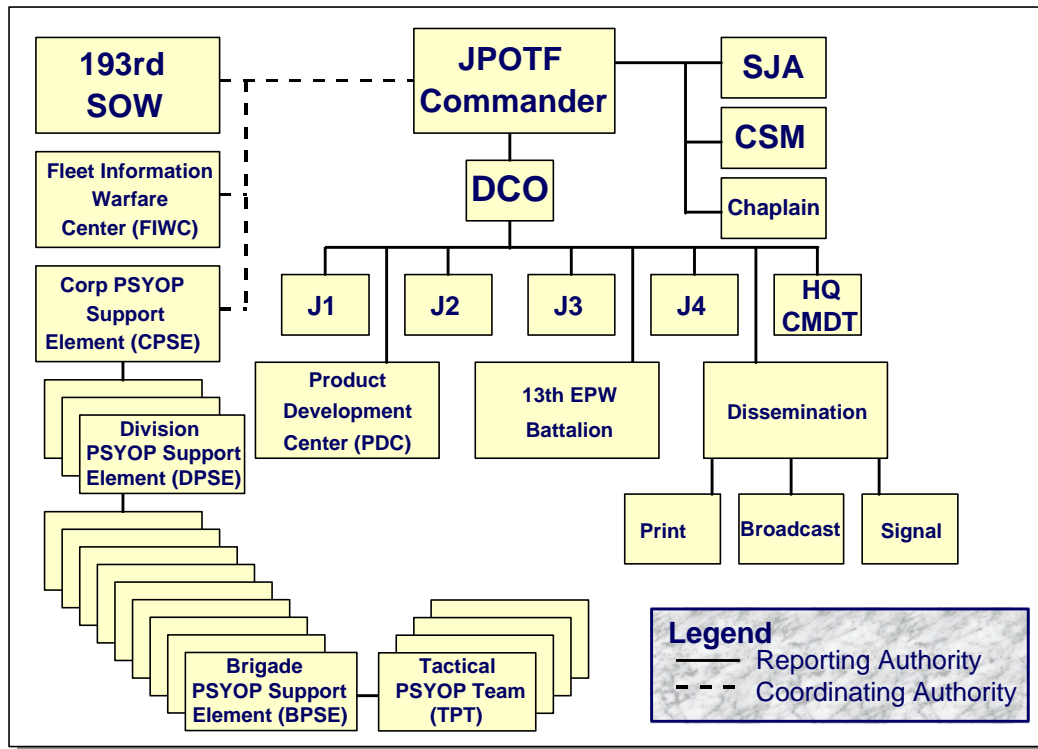 193rd
SOW
JPOTF
Commander
SJA
CSM
Chaplain
Fleet Information
Warfare
Center (FIWC)
DCO
Corp PSYOP
Support
Element (CPSE)
J1
J2
J3
J4
HQ
CMDT
Product
Development
Center (PDC)
13th EPW
Battalion
Dissemination
Division
PSYOP Support
Element (DPSE)
Print
Broadcast
Signal
Brigade
PSYOP Support
Element (BPSE)
Tactical
PSYOP Team
(TPT)
Legend
Reporting Authority
Coordinating Authority